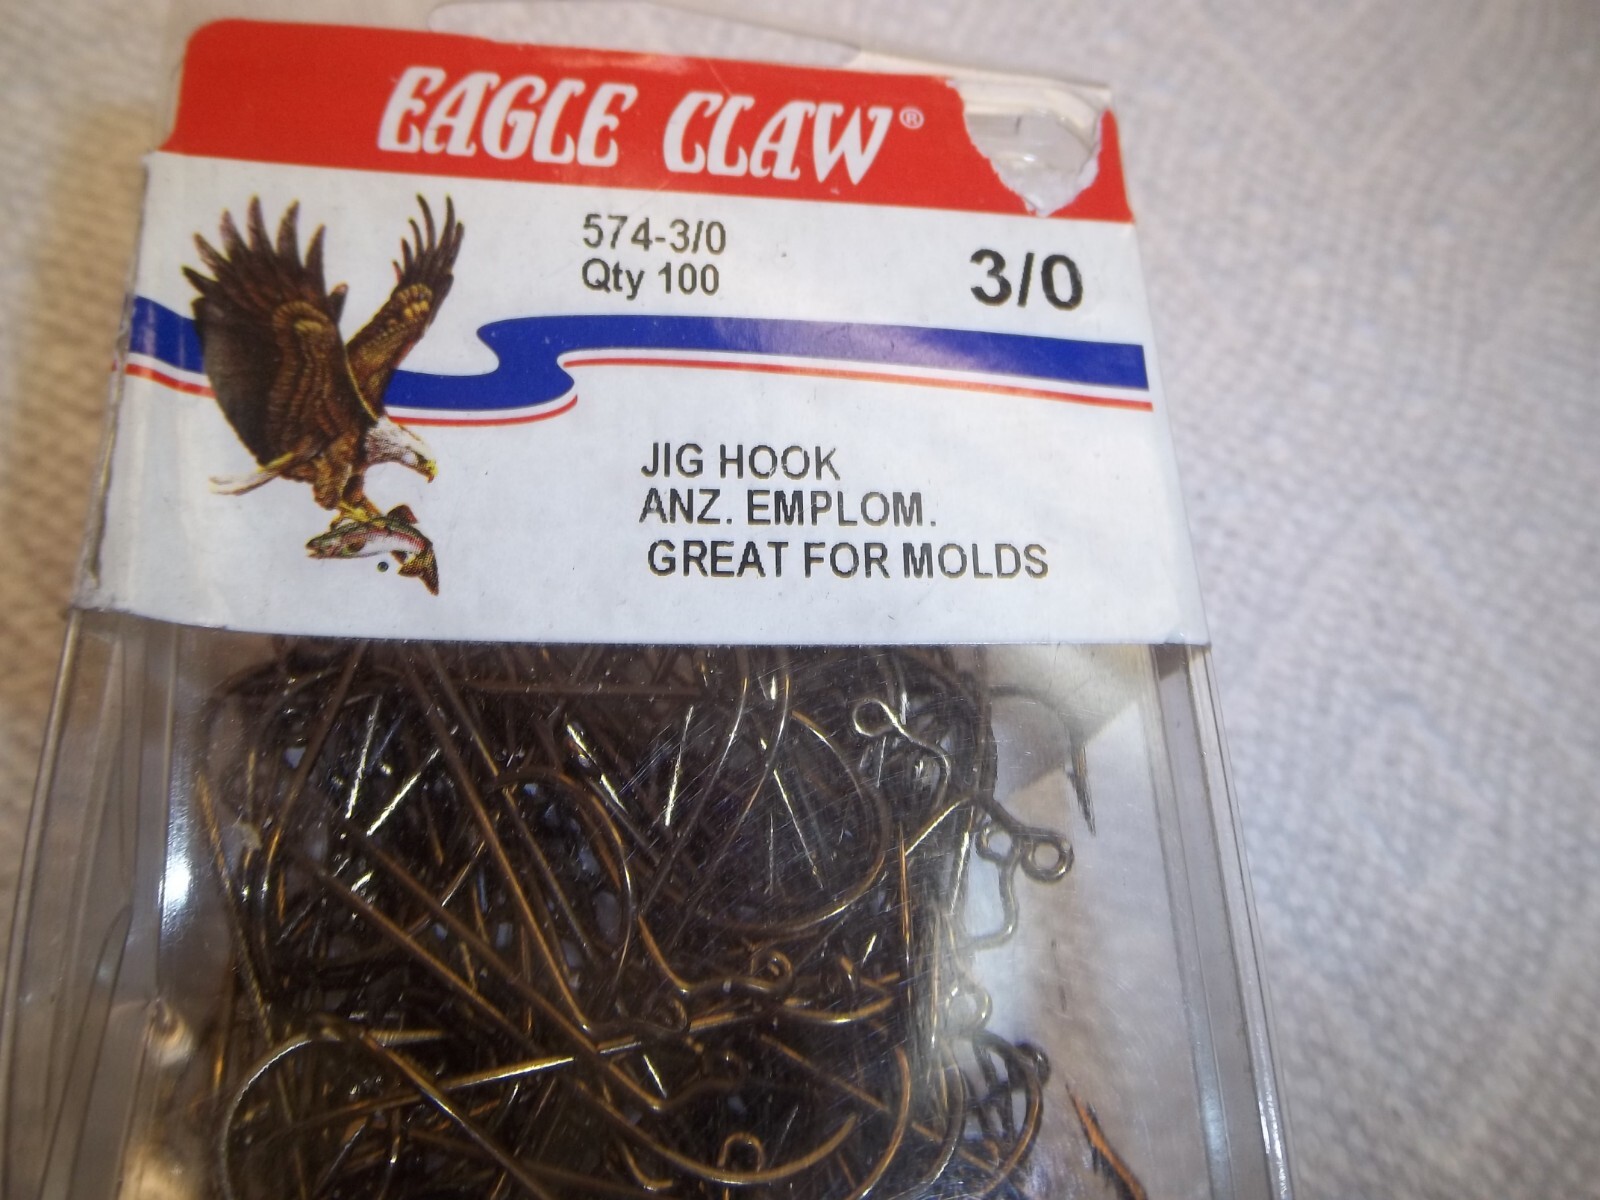 EAGLE CLAW®
574-3/0
Qty 100
3/0
JIG HOOK
ANZ. EMPLOM.
GREAT FOR MOLDS